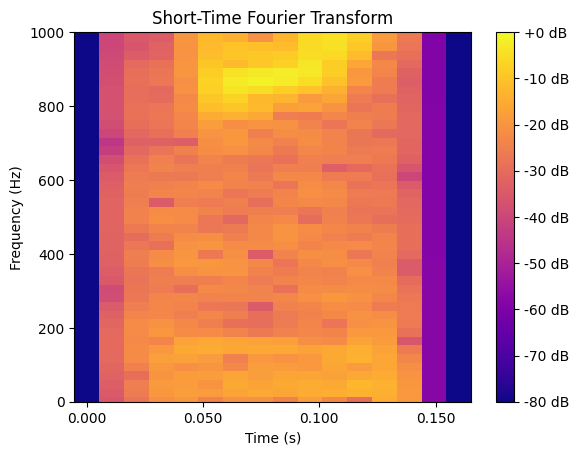 Short-Time Fourier Transform
1000
800
600
400
200
0
Frequency (Hz)
0.000
0.050
0.100
0.150
Time (s)
+0 dB
-10 dB
-20 dB
-30 dB
-40 dB
-50 dB
-60 dB
-70 dB
-80 dB